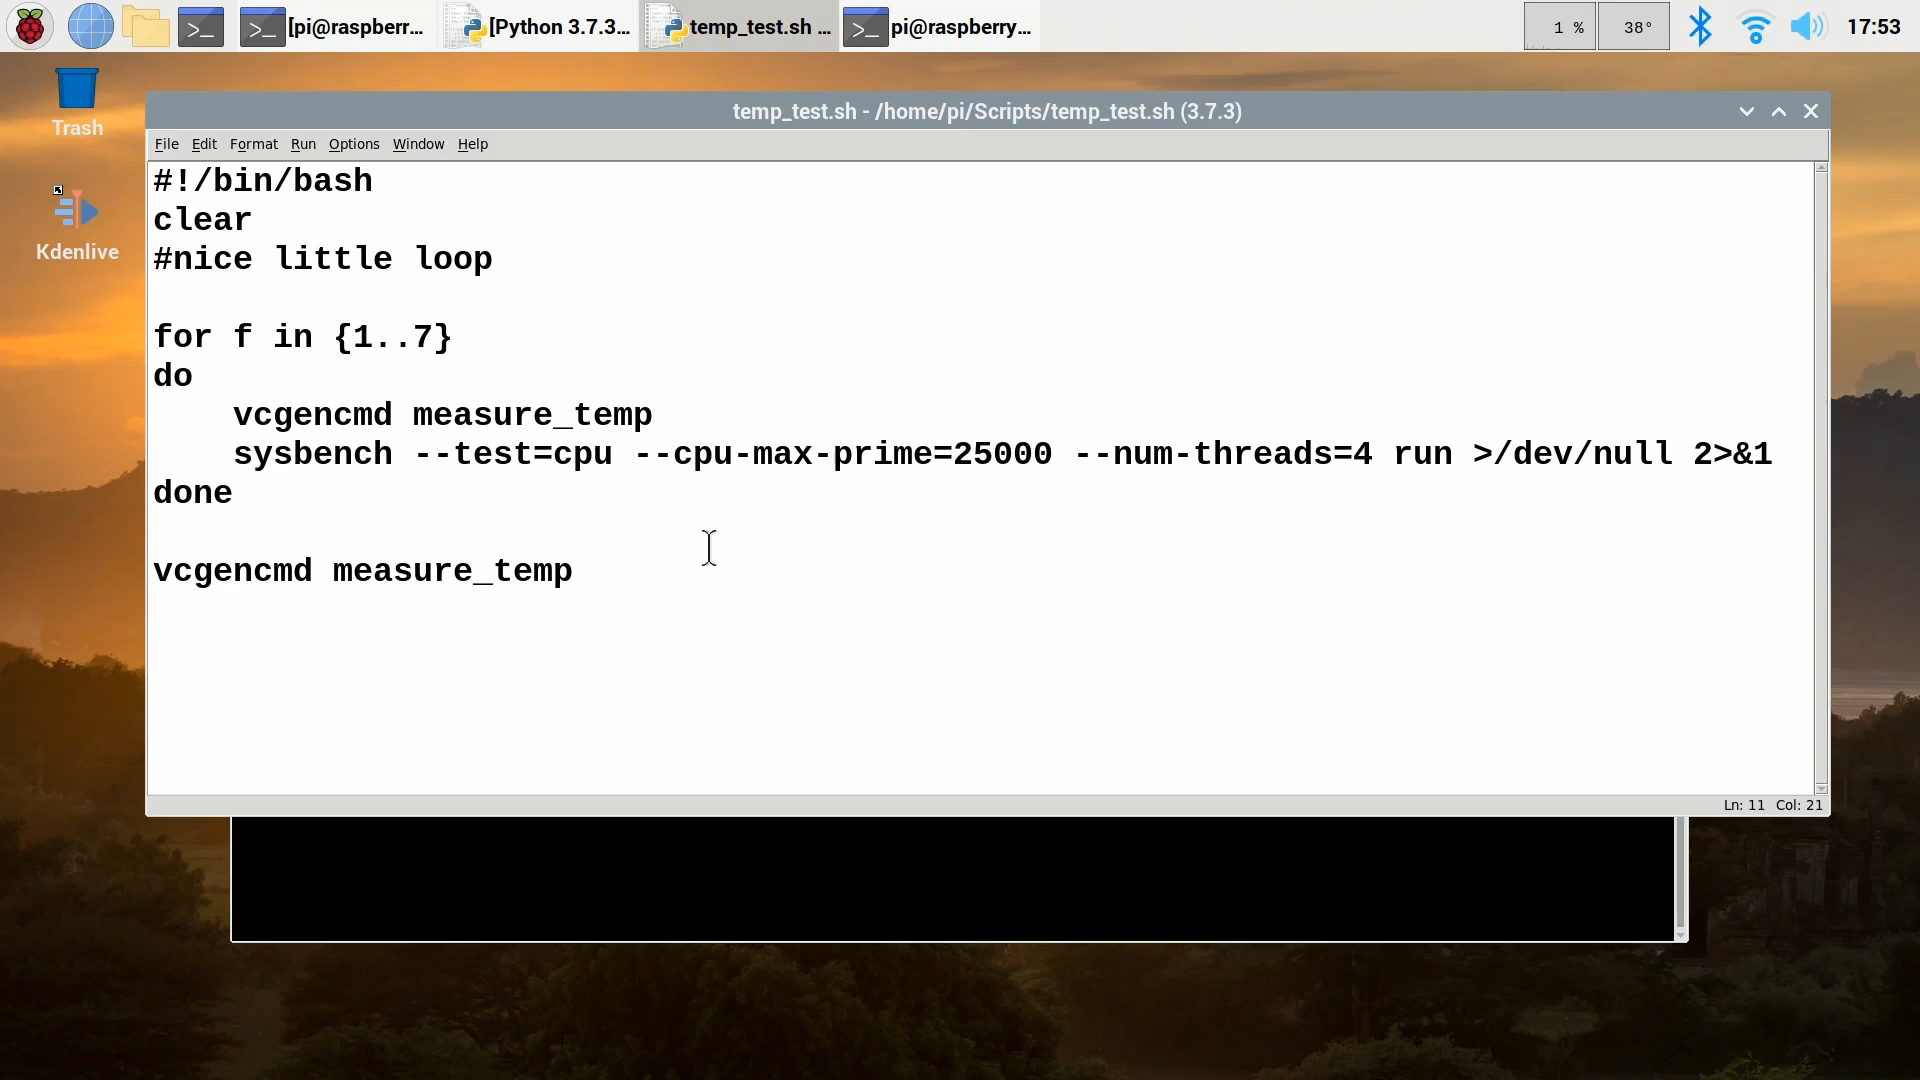 [pi@raspberr...
[Python 3.7.3...
temp_test.sh ...
pi@raspberry...
1 %
38°
17:53
Trash
Kdenlive
temp_test.sh - /home/pi/Scripts/temp_test.sh (3.7.3)
File Edit Format Run Options Window Help
#!/bin/bash
clear
#nice little loop
for f in {1..7}
do
    vcgencmd measure_temp
    sysbench --test=cpu --cpu-max-prime=25000 --num-threads=4 run >/dev/null 2>&1
done
vcgencmd measure_temp
Ln: 11 Col: 21